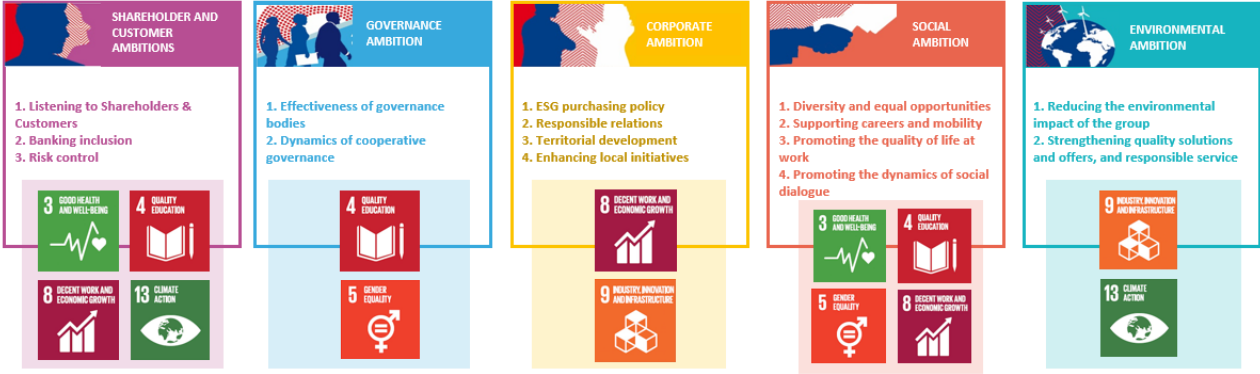 SHAREHOLDER AND
CUSTOMER
AMBITIONS
1. Listening to Shareholders &
Customers
2. Banking inclusion
3. Risk control
3 GOOD HEALTH
AND WELL-BEING
4 QUALITY
EDUCATION
8 DECENT WORK AND
ECONOMIC GROWTH
13 CLIMATE
ACTION
GOVERNANCE
AMBITION
1. Effectiveness of governance
bodies
2. Dynamics of cooperative
governance
4 QUALITY
EDUCATION
5 GENDER
EQUALITY
CORPORATE
AMBITION
1. ESG purchasing policy
2. Responsible relations
3. Territorial development
4. Enhancing local initiatives
8 DECENT WORK AND
ECONOMIC GROWTH
9 INDUSTRY, INNOVATION
AND INFRASTRUCTURE
SOCIAL
AMBITION
1. Diversity and equal opportunities
2. Supporting careers and mobility
3. Promoting the quality of life at
work
4. Promoting the dynamics of social
dialogue
3 GOOD HEALTH
AND WELL-BEING
4 QUALITY
EDUCATION
5 GENDER
EQUALITY
8 DECENT WORK AND
ECONOMIC GROWTH
ENVIRONMENTAL
AMBITION
1. Reducing the environmental
impact of the group
2. Strengthening quality solutions
and offers, and responsible service
9 INDUSTRY, INNOVATION
AND INFRASTRUCTURE
13 CLIMATE
ACTION